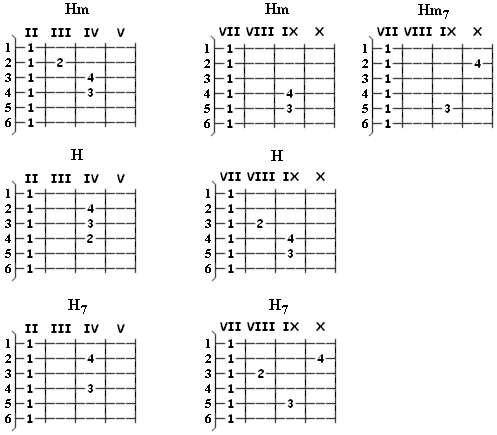 Hm Hm Hm7
II III IV V VII VIII IX X VII VIII IX X
1 1 1 1 1 1
2 1 2 2 1 2 1 4
3 1 4 3 1 3 1
4 1 3 4 1 4 4 1
5 1 5 1 3 5 1 3
6 1 6 1 6 1
H H
II III IV V VII VIII IX X
1 1 1 1
2 1 4 2 1
3 1 3 3 1 2
4 1 2 4 1 4
5 1 5 1 3
6 1 6 1
H7 H7
II III IV V VII VIII IX X
1 1 1 1
2 1 4 2 1 4
3 1 3 1 2
4 1 3 4 1
5 1 5 1 3
6 1 6 1